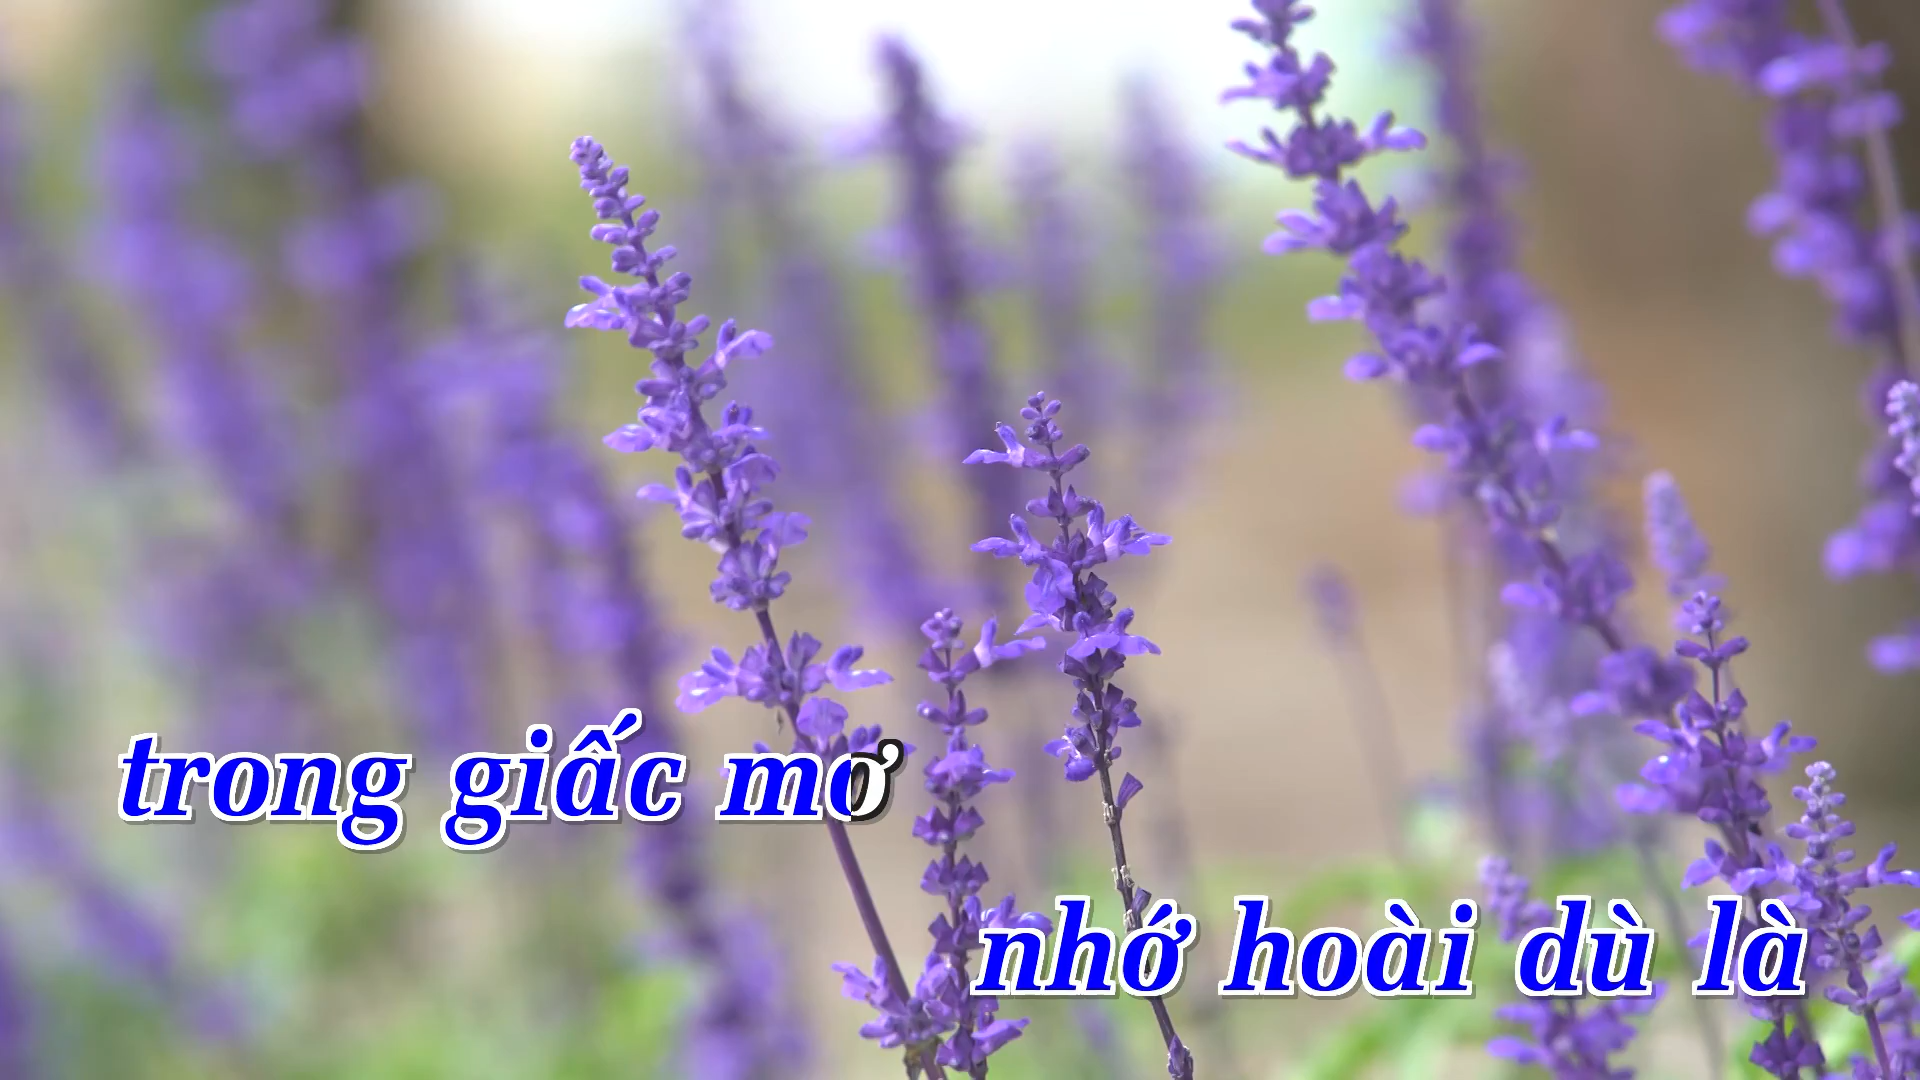 trong giấc mơ
nhớ hoài dù là